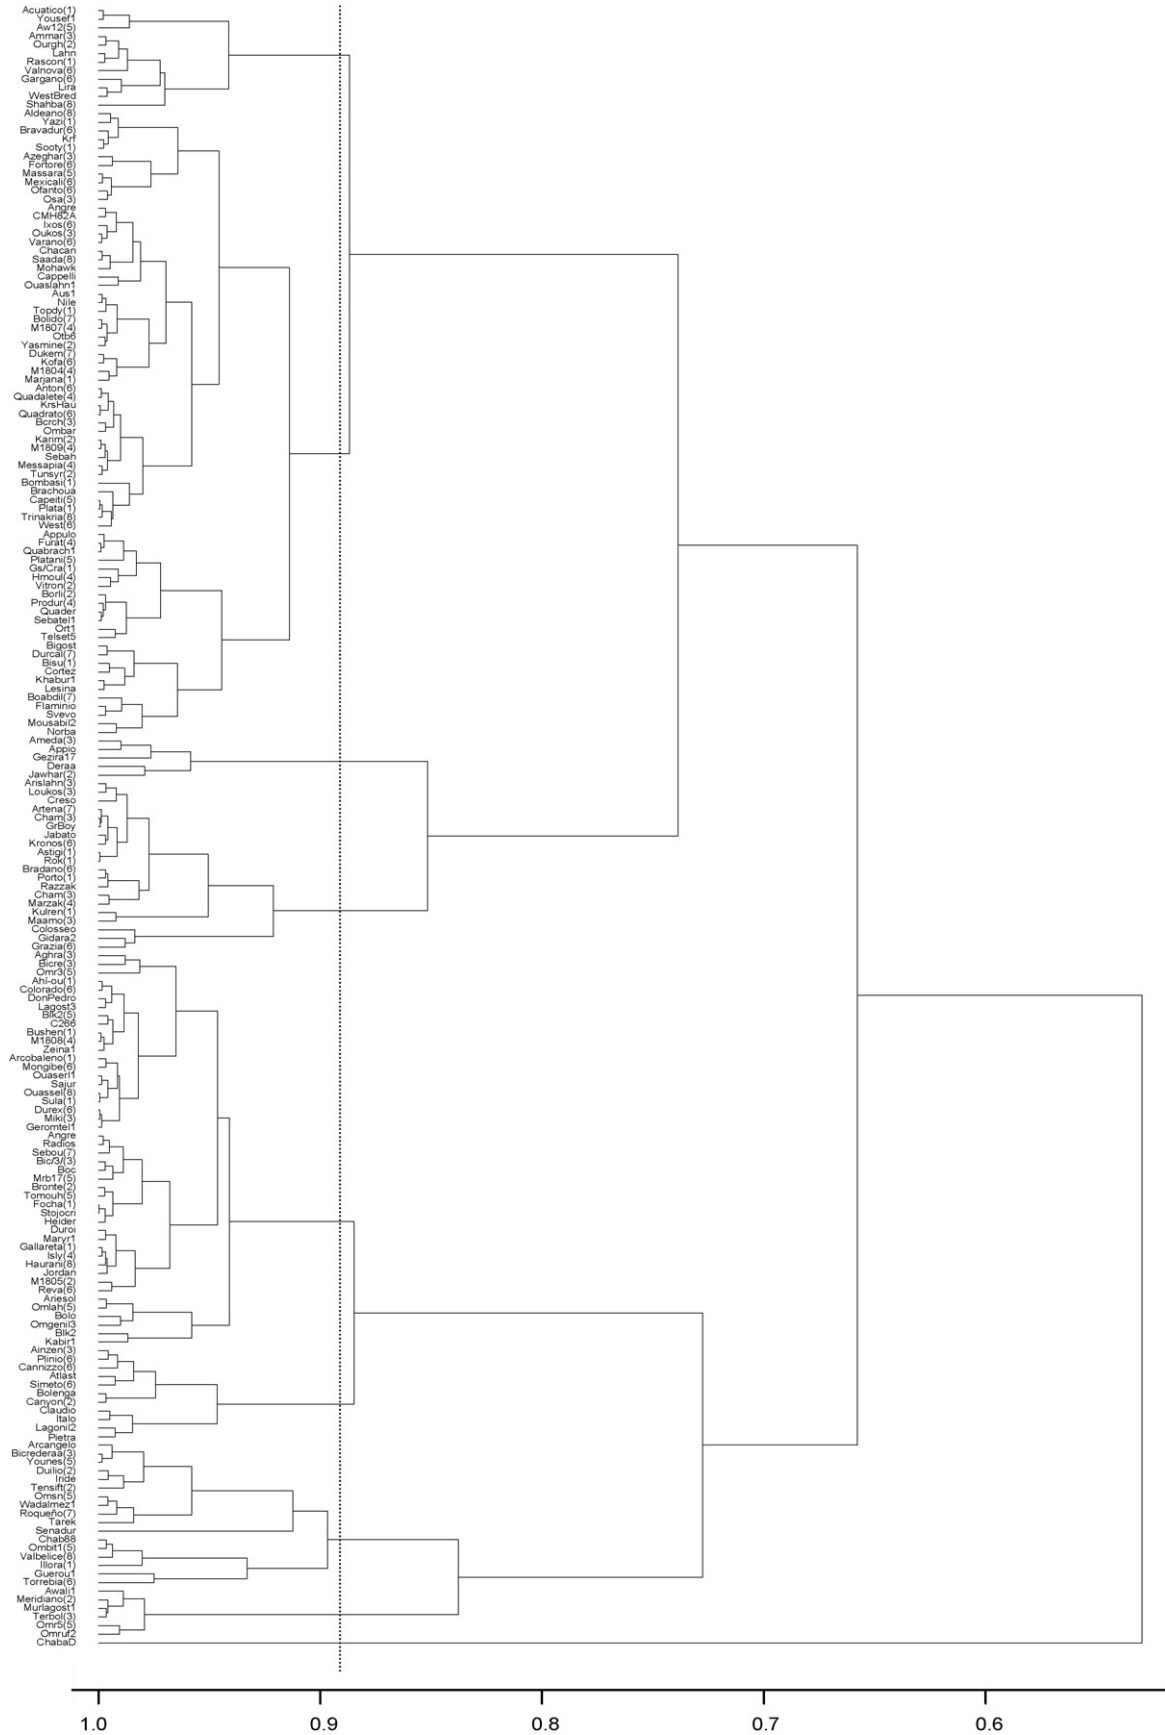 Acuatico(1)
Yousef1
Aw12(5)
Ammar(3)
Ourgh(2)
Lahn
Rascon(1)
Valnova(6)
Gargano(6)
Lira
WestBred
Shahba(8)
Aldeano(8)
Yazi(1)
Bravadur(6)
Krf
Sooty(1)
Azeghar(3)
Fortore(6)
Massara(5)
Mexicali(6)
Ofanto(6)
Osa(3)
Angre
CMH82A
Ixos(6)
Oukos(3)
Varano(6)
Chacan
Saada(8)
Mohawk
Cappelli
Ouaslahn1
Aus1
Nile
Topdy(1)
Bolido(7)
M1807(4)
Otb6
Yasmine(2)
Dukem(7)
Kofa(6)
M1804(4)
Marjana(1)
Anton(6)
Quadalete(4)
KrsHau
Quadrato(6)
Bcrch(3)
Ombar
Karim(2)
M1809(4)
Sebah
Messapia(4)
Tunsyr(2)
Bombasi(1)
Brachoua
Capeiti(5)
Plata(1)
Trinakria(8)
West(6)
Appulo
Furat(4)
Quabrach1
Platani(5)
Gs/Cra(1)
Hmoul(4)
Vitron(2)
Borli(2)
Produr(4)
Quader
Sebatel1
Ort1
Telset5
Bigost
Durcal(7)
Bisu(1)
Cortez
Khabur1
Lesina
Boabdil(7)
Flaminio
Svevo
Mousabil2
Norba
Ameda(3)
Appio
Gezira17
Deraa
Jawhar(2)
Arislahn(3)
Loukos(3)
Creso
Artena(7)
Cham(3)
GrBoy
Jabato
Kronos(6)
Astigi(1)
Rok(1)
Bradano(6)
Porto(1)
Razzak
Cham(3)
Marzak(4)
Kulren(1)
Maamo(3)
Colosseo
Gidara2
Grazia(6)
Aghra(3)
Bicre(3)
Omr3(5)
Ahi-ou(1)
Colorado(6)
DonPedro
Lagost3
Blk2(5)
C266
Bushen(1)
M1808(4)
Zeina1
Arcobaleno(1)
Mongibe(6)
Ouaserl1
Sajur
Ouassel(8)
Sula(1)
Durex(6)
Miki(3)
Geromtel1
Angre
Radios
Sebou(7)
Bic/3/(3)
Boc
Mrb17(5)
Bronte(2)
Tomouh(5)
Focha(1)
Stojocri
Heider
Duroi
Maryr1
Gallareta(1)
Isly(4)
Haurani(8)
Jordan
M1805(2)
Reva(6)
Ariesol
Omlah(5)
Bolo
Omgenil3
Blk2
Kabir1
Ainzen(3)
Plinio(6)
Cannizzo(6)
Atlast
Simeto(6)
Bolenga
Canyon(2)
Claudio
Italo
Lagonil2
Pietra
Arcangelo
Bicrederaa(3)
Younes(5)
Duilio(2)
Iride
Tensift(2)
Omsn(5)
Wadalmez1
Roqueño(7)
Tarek
Senadur
Chab88
Ombit1(5)
Valbelice(8)
Illora(1)
Guerou1
Torrebia(6)
Awali1
Meridiano(2)
Murlagost1
Terbol(3)
Omr5(5)
Omruf2
ChabaD
1.0 0.9 0.8 0.7 0.6